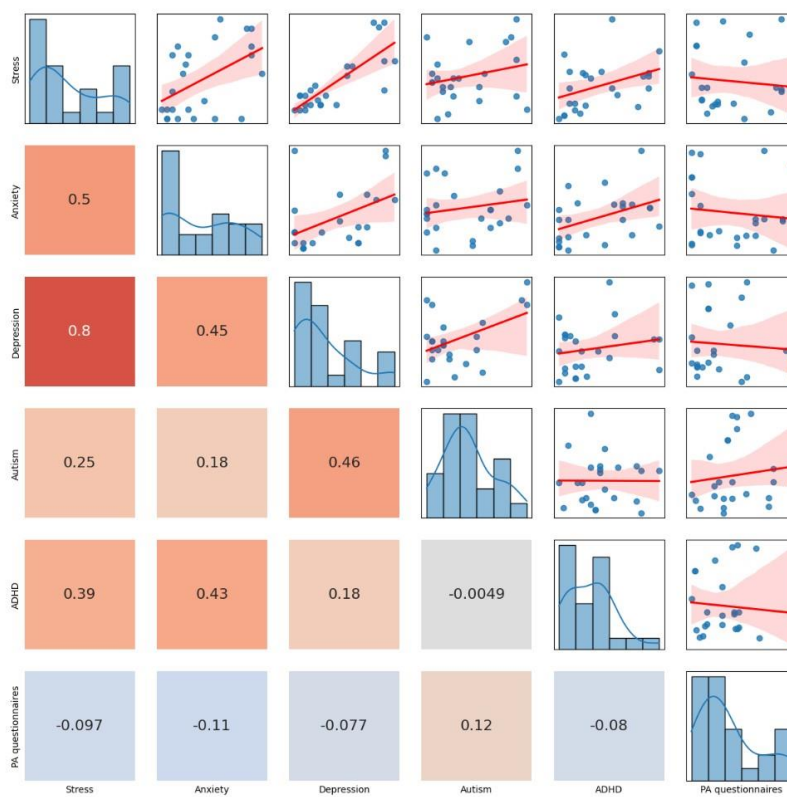 Stress
Anxiety
0.5
Depression
0.8 0.45
Autism
0.25 0.18 0.46
ADHD
0.39 0.43 0.18 -0.0049
PA questionnaires
-0.097 -0.11 -0.077 0.12 -0.08
Stress Anxiety Depression Autism ADHD PA questionnaires